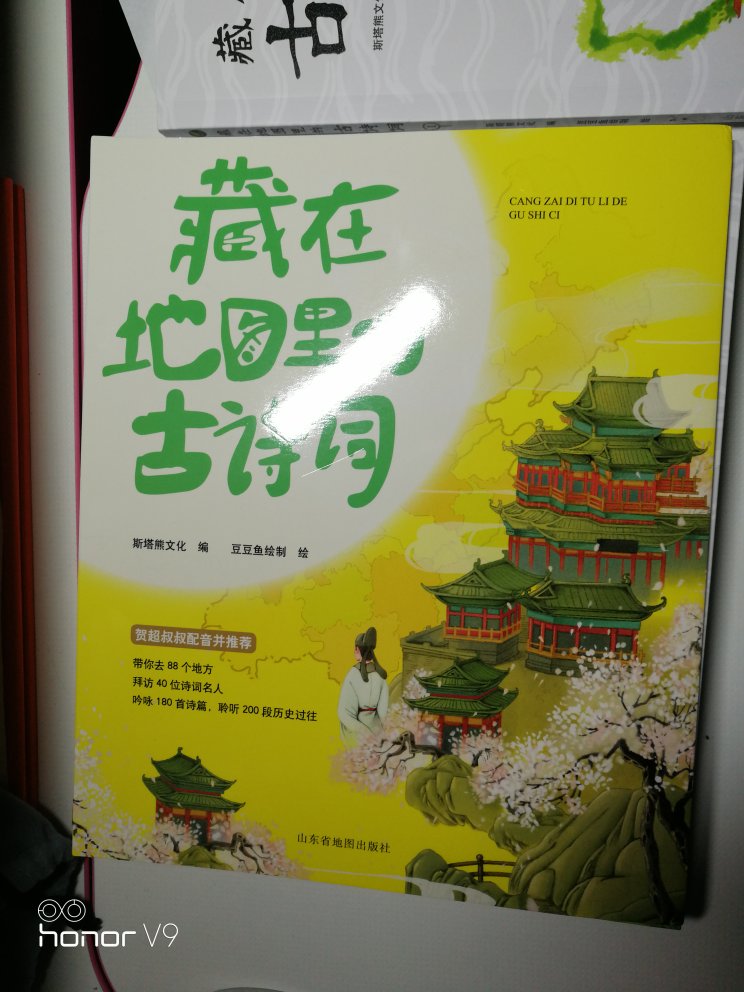 藏
古
斯塔熊文
藏在
地图里的
古诗词
CANG ZAI DI TU LI DE
GU SHI CI
斯塔熊文化 编 豆豆鱼绘制 绘
贺超叔叔配音并推荐
带你去 88 个地方
拜访 40 位诗词名人
吟咏 180 首诗篇，聆听 200 段历史过往
山东省地图出版社
honor V9